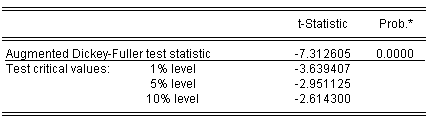 t-Statistic Prob.*
Augmented Dickey-Fuller test statistic -7.312605 0.0000
Test critical values: 1% level -3.639407
5% level -2.951125
10% level -2.614300